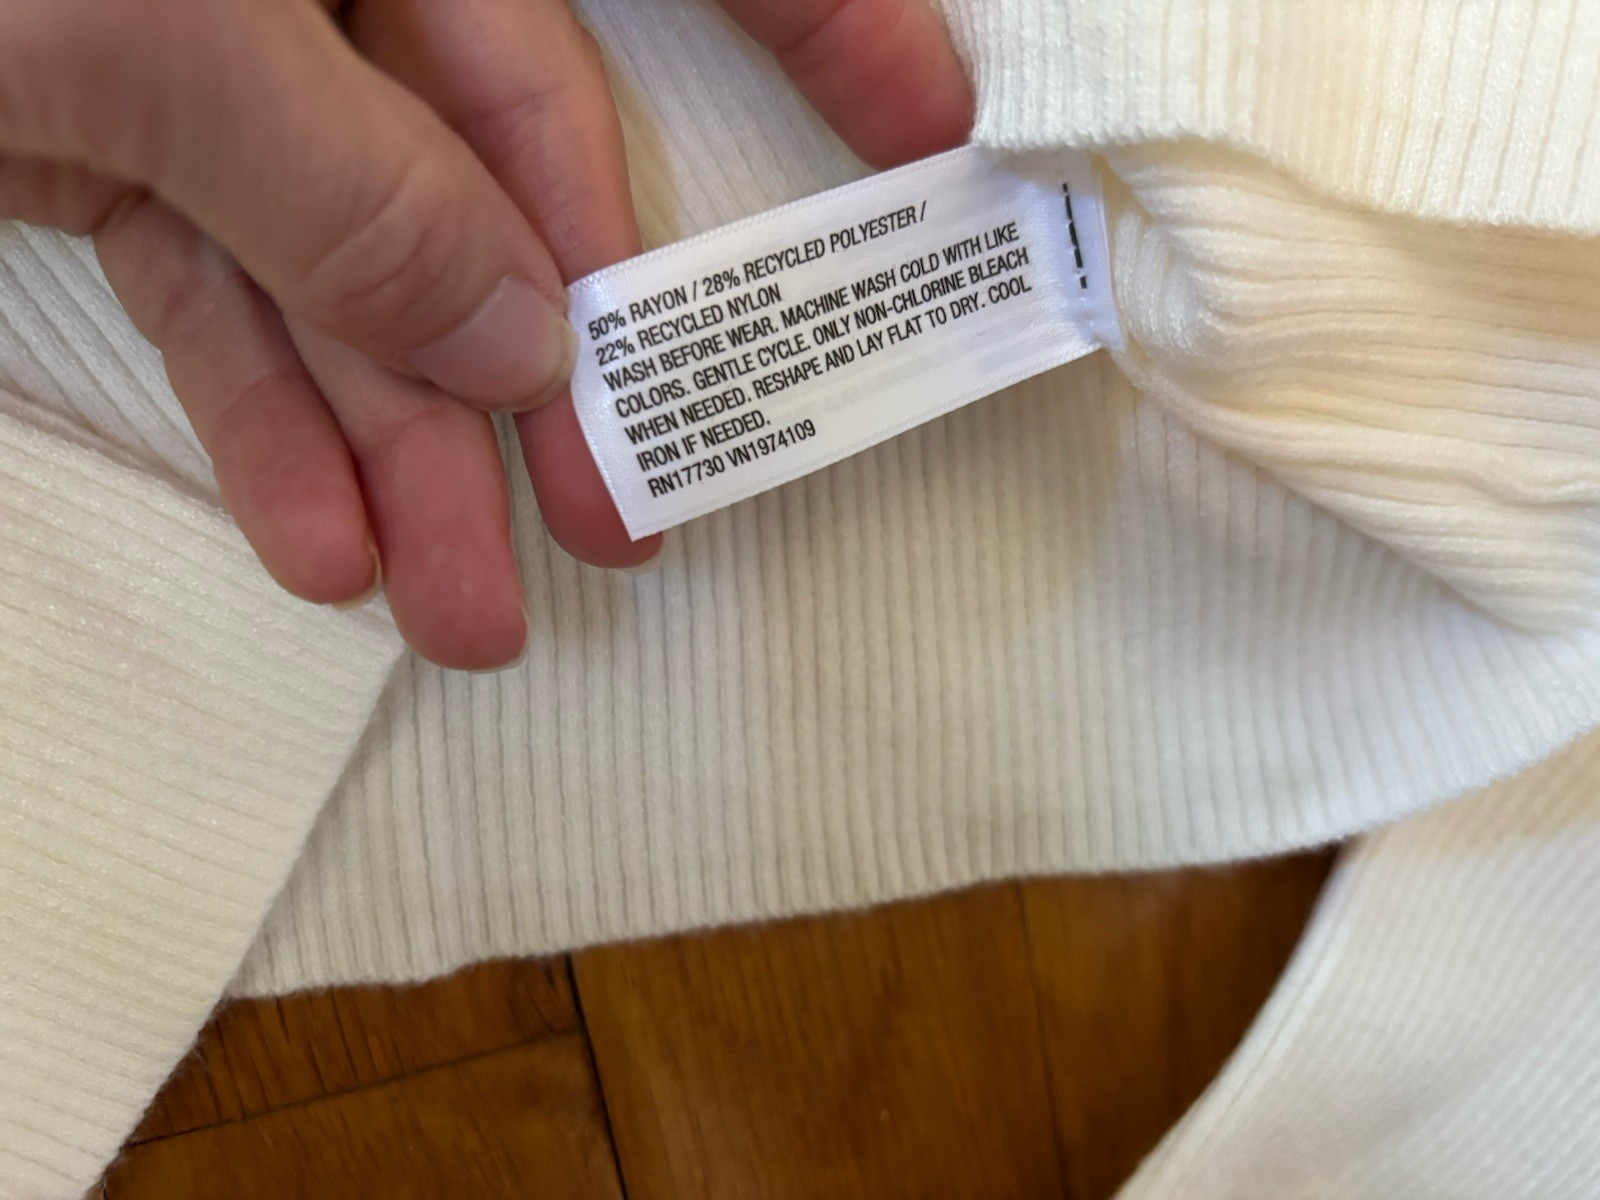 50% RAYON / 28% RECYCLED POLYESTER /
22% RECYCLED NYLON
WASH BEFORE WEAR. MACHINE WASH COLD WITH LIKE
COLORS. GENTLE CYCLE. ONLY NON-CHLORINE BLEACH
WHEN NEEDED. RESHAPE AND LAY FLAT TO DRY. COOL
IRON IF NEEDED.
RN17730 VN1974109